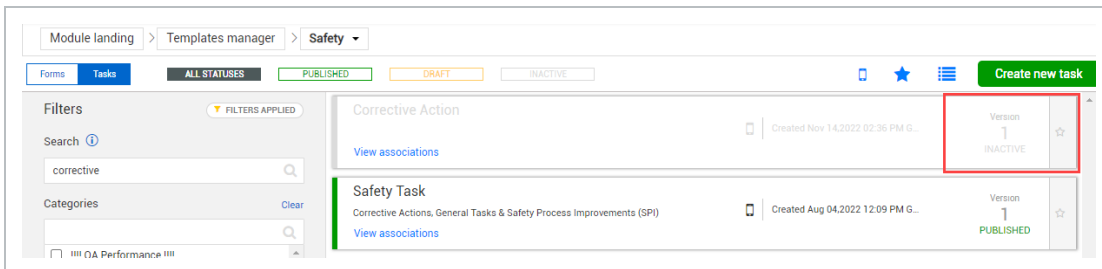 Module landing > Templates manager > Safety
Forms Tasks ALL STATUSES PUBLISHED DRAFT INACTIVE Create new task
Filters FILTERS APPLIED
Search
corrective
Categories Clear
!!!! QA Performance !!!!
Corrective Action
Created Nov 14,2022 02:36 PM G...
View associations
Version
1
INACTIVE
Safety Task
Corrective Actions, General Tasks & Safety Process Improvements (SPI)
Created Aug 04,2022 12:09 PM G...
View associations
Version
1
PUBLISHED